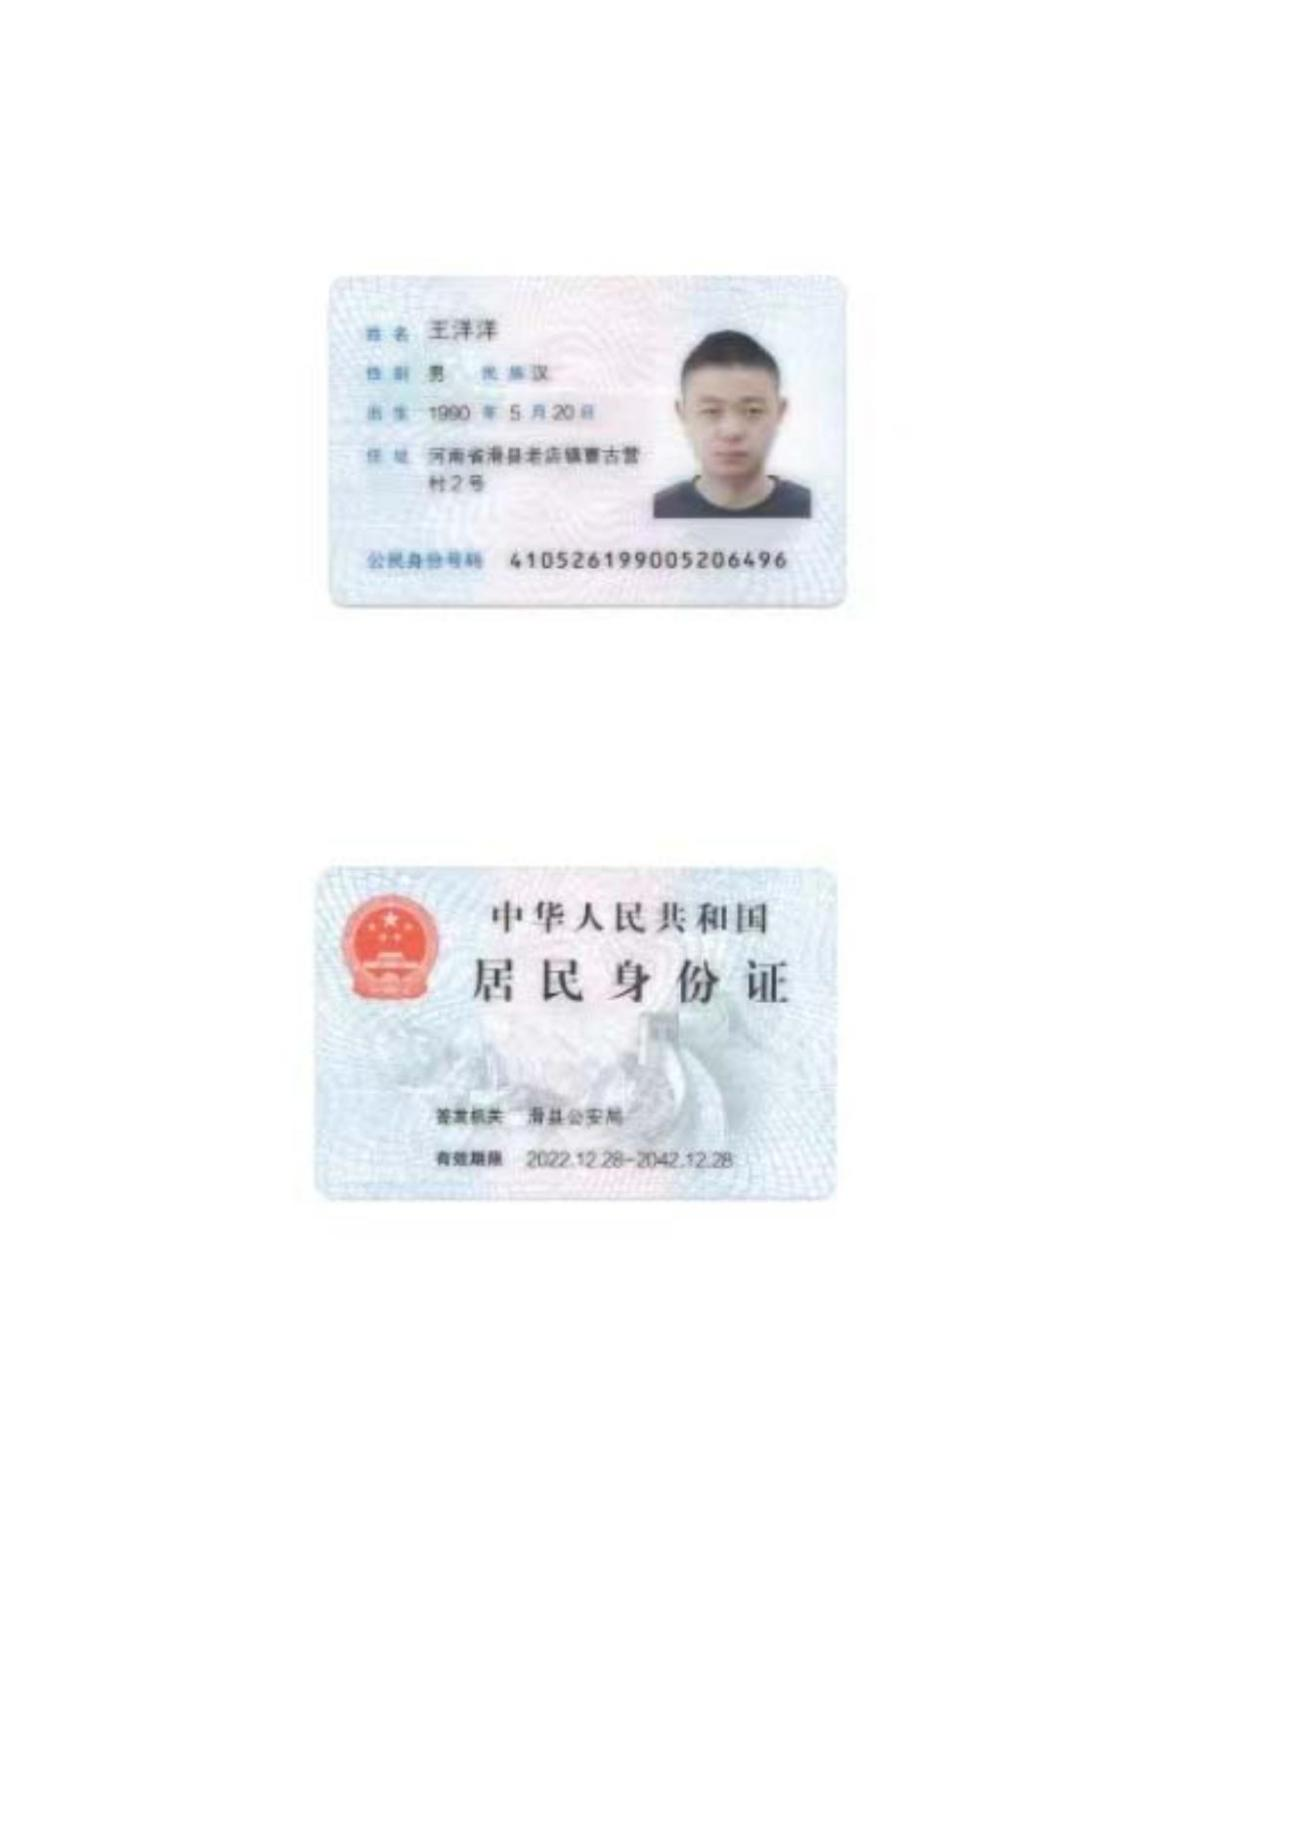 姓名 王洋洋
性别 男 民族 汉
出生 1990 年 5 月 20 日
住址 河南省滑县老店镇曹古营
村2号
公民身份号码 410526199005206496
中华人民共和国
居民身份证
签发机关 滑县公安局
有效期限 2022.12.28-2042.12.28